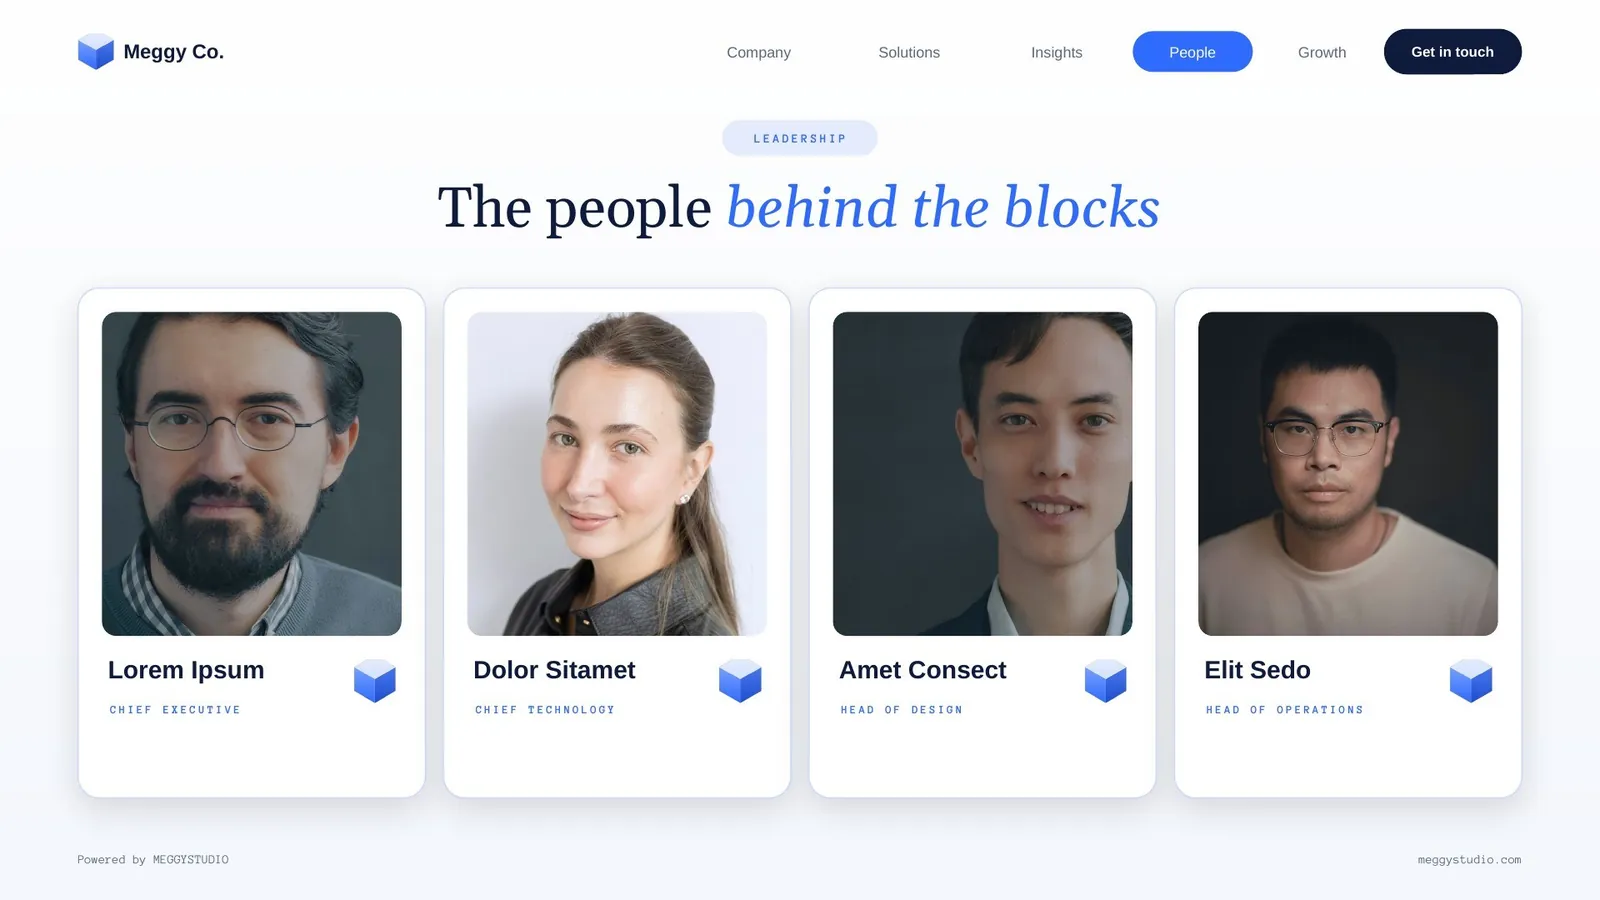 Meggy Co.
Company
Solutions
Insights
People
Growth
Get in touch
LEADERSHIP
The people behind the blocks
Lorem Ipsum
CHIEF EXECUTIVE
Dolor Sitamet
CHIEF TECHNOLOGY
Amet Consect
HEAD OF DESIGN
Elit Sedo
HEAD OF OPERATIONS
Powered by MEGGYSTUDIO
meggystudio.com